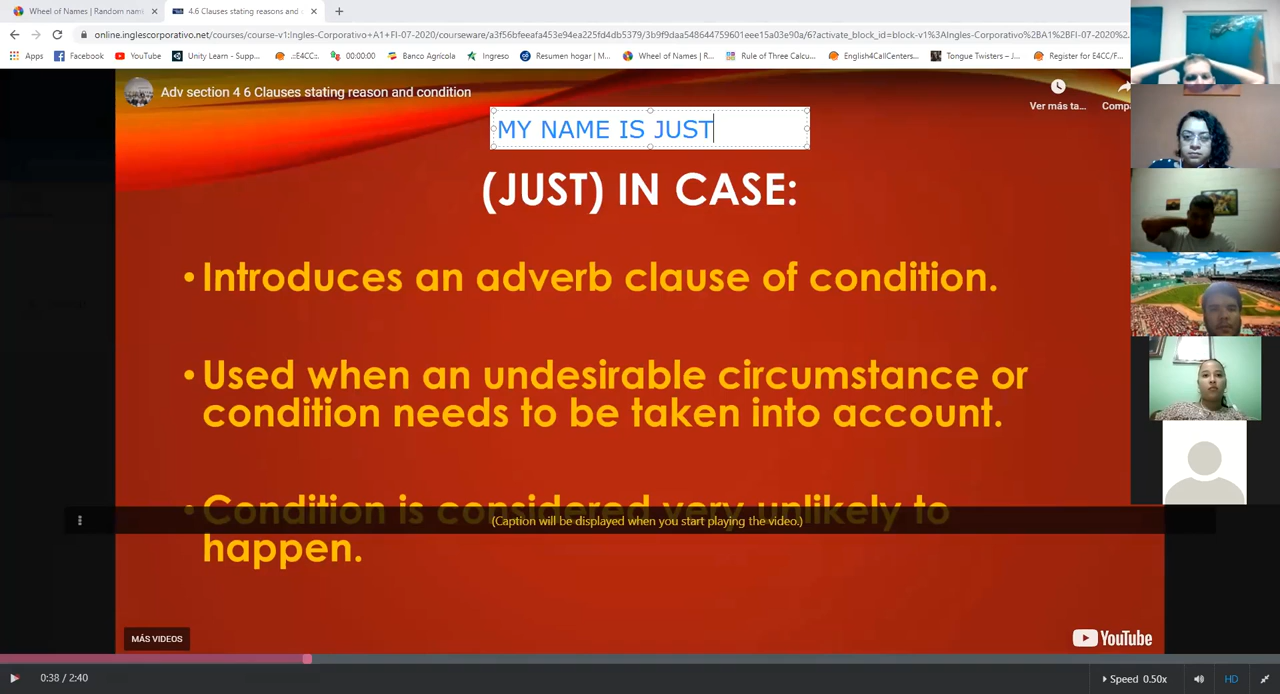 Wheel of Names | Random name
4.6 Clauses stating reasons and c
online.inglescorporativo.net/courses/course-v1:Ingles-Corporativo+A1+FI-07-2020/courseware/a3f56bfeefa453e94ea225fd4db5379/3b9f9daa548644759601eee15a03e90a/6?activate_block_id=block-v1%3AIngles-Corporativo%2BA1%2BFI-07-2020%2
Apps
Facebook
YouTube
Unity Learn - Supp...
.::E4CC::.
00:00:00
Banco Agrícola
Ingreso
Resumen hogar | M...
Wheel of Names | R...
Rule of Three Calcu...
English4CallCenters...
Tongue Twisters – J...
Register for E4CC/F...
Adv section 4 6 Clauses stating reason and condition
Ver más ta...
Compa
MY NAME IS JUST
(JUST) IN CASE:
• Introduces an adverb clause of condition.
• Used when an undesirable circumstance or
condition needs to be taken into account.
• Condition is considered very unlikely to
(Caption will be displayed when you start playing the video.)
happen.
MÁS VIDEOS
YouTube
0:38 / 2:40
Speed 0.50x
HD